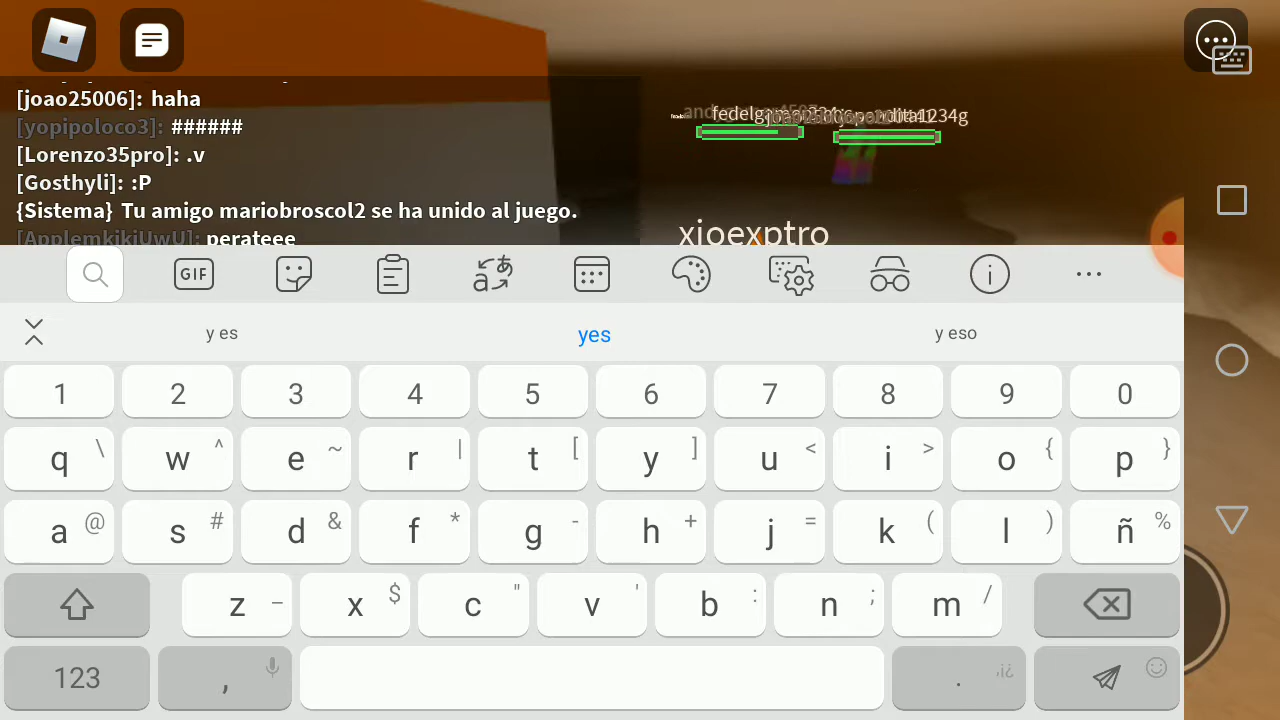 [joao25006]: haha
[yopipoloco3]: ######
[Lorenzo35pro]: .v
[Gosthyli]: :P
{Sistema} Tu amigo mariobroscol2 se ha unido al juego.
[ApplemkikiUwU]: perateee
xioexptro
GIF
y es yes y eso
1 2 3 4 5 6 7 8 9 0
q \ w ^ e ~ r | t [ y ] u < i > o { p }
a @ s # d & f * g - h + j = k ( l ) ñ %
z _ x $ c " v ' b : n ; m /
123 , . ,¡¿